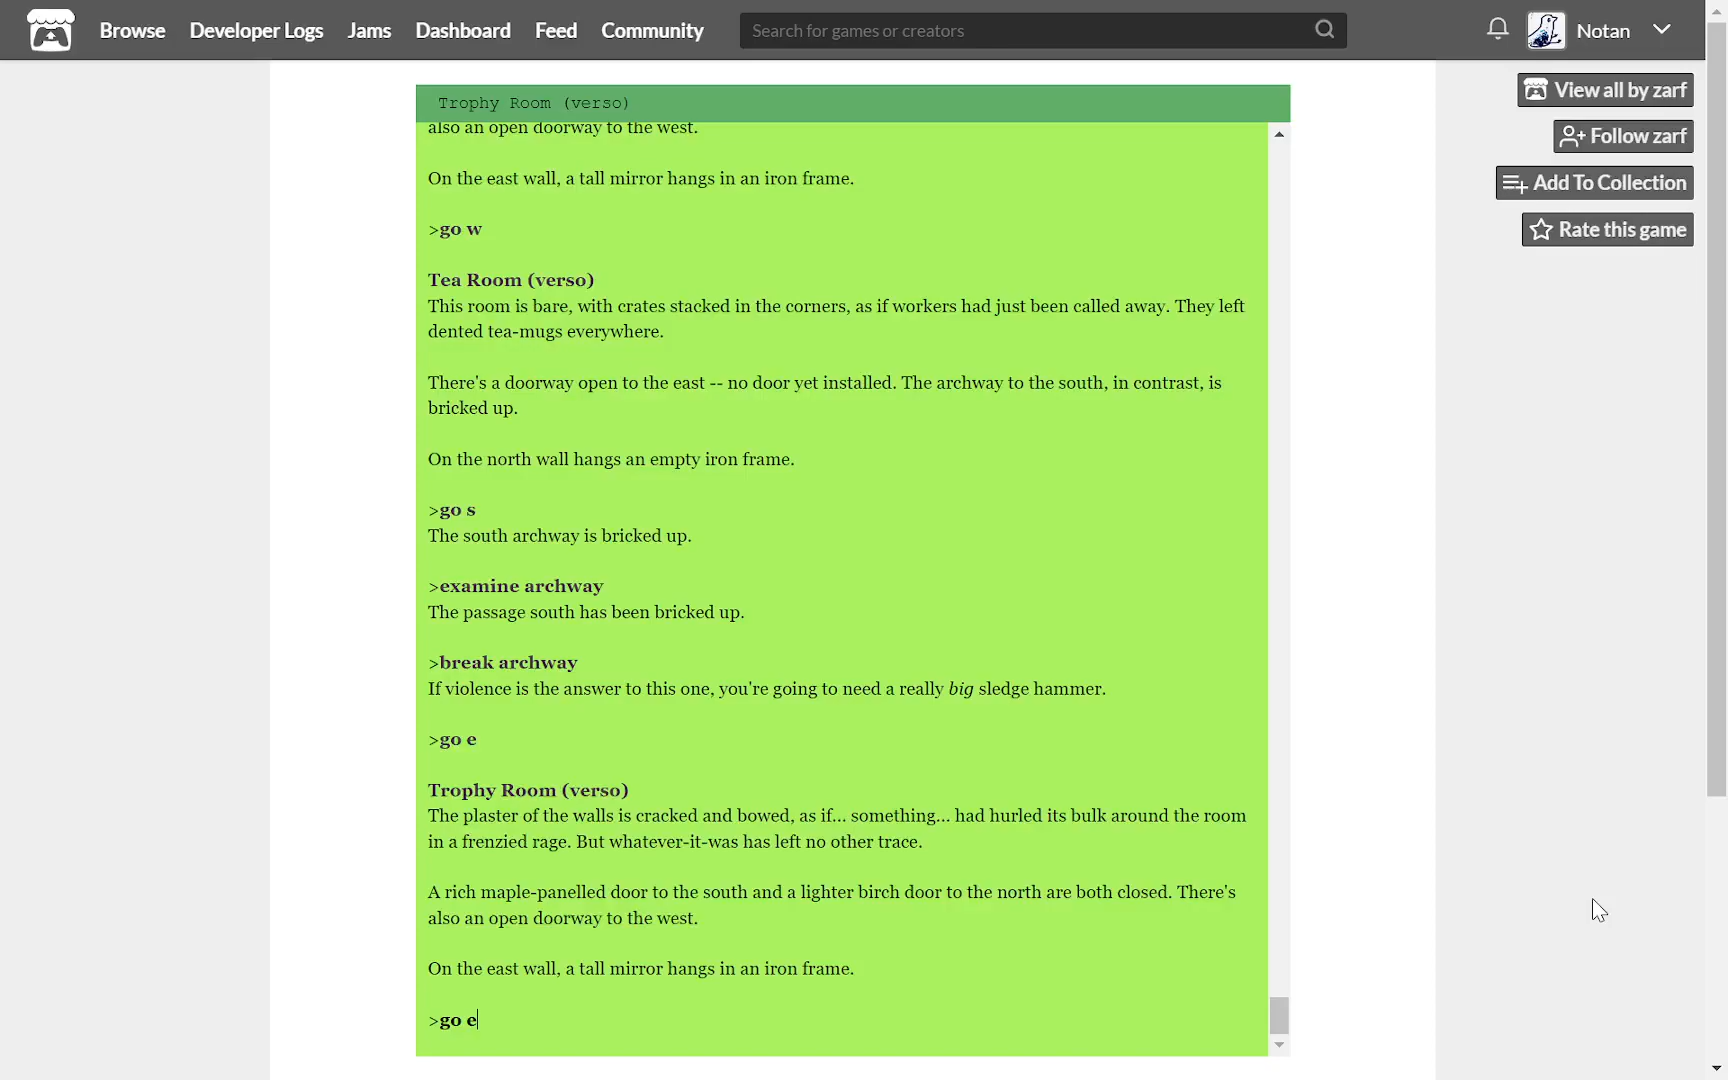 Browse Developer Logs Jams Dashboard Feed Community Search for games or creators Notan
View all by zarf
Follow zarf
Add To Collection
Rate this game
Trophy Room (verso)
also an open doorway to the west.
On the east wall, a tall mirror hangs in an iron frame.
>go w
Tea Room (verso)
This room is bare, with crates stacked in the corners, as if workers had just been called away. They left
dented tea-mugs everywhere.
There's a doorway open to the east -- no door yet installed. The archway to the south, in contrast, is
bricked up.
On the north wall hangs an empty iron frame.
>go s
The south archway is bricked up.
>examine archway
The passage south has been bricked up.
>break archway
If violence is the answer to this one, you're going to need a really big sledge hammer.
>go e
Trophy Room (verso)
The plaster of the walls is cracked and bowed, as if... something... had hurled its bulk around the room
in a frenzied rage. But whatever-it-was has left no other trace.
A rich maple-panelled door to the south and a lighter birch door to the north are both closed. There's
also an open doorway to the west.
On the east wall, a tall mirror hangs in an iron frame.
>go e